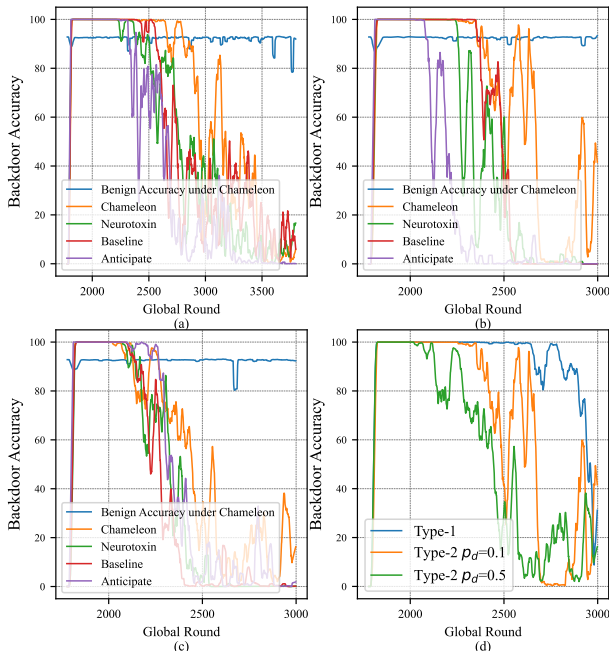 100
80
60
40
20
0
Backdoor Accuracy
Benign Accuracy under Chameleon
Chameleon
Neurotoxin
Baseline
Anticipate
2000
2500
3000
3500
Global Round
(a)
100
80
60
40
20
0
Backdoor Accuracy
Benign Accuracy under Chameleon
Chameleon
Neurotoxin
Baseline
Anticipate
2000
2500
3000
Global Round
(b)
100
80
60
40
20
0
Backdoor Accuracy
Benign Accuracy under Chameleon
Chameleon
Neurotoxin
Baseline
Anticipate
2000
2500
3000
Global Round
(c)
100
80
60
40
20
0
Backdoor Accuracy
Type-1
Type-2 p_d=0.1
Type-2 p_d=0.5
2000
2500
3000
Global Round
(d)